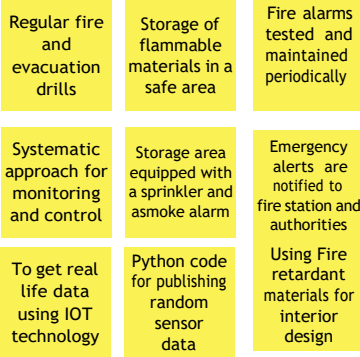 Regular fire
and
evacuation
drills
Storage of
flammable
materials in a
safe area
Fire alarms
tested and
maintained
periodically
Systematic
approach for
monitoring
and control
Storage area
equipped with
a sprinkler and
asmoke alarm
Emergency
alerts are
notified to
fire station and
authorities
To get real
life data
using IOT
technology
Python code
for publishing
random
sensor
data
Using Fire
retardant
materials for
interior
design